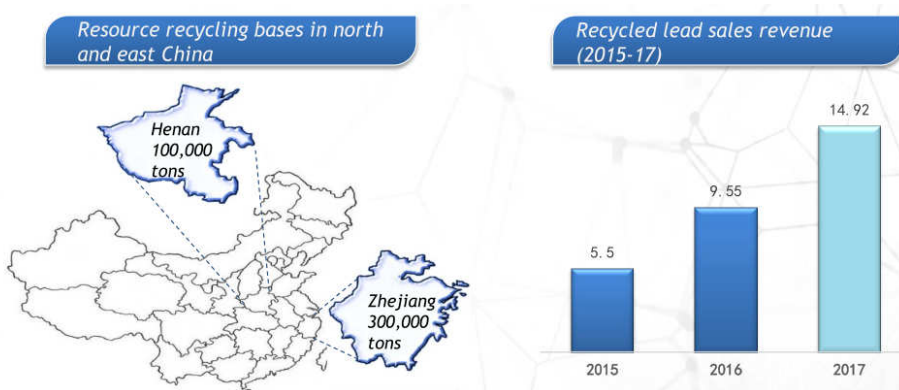 Resource recycling bases in north
and east China
Henan
100,000
tons
Zhejiang
300,000
tons
Recycled lead sales revenue
(2015-17)
14.92
9.55
5.5
2015
2016
2017